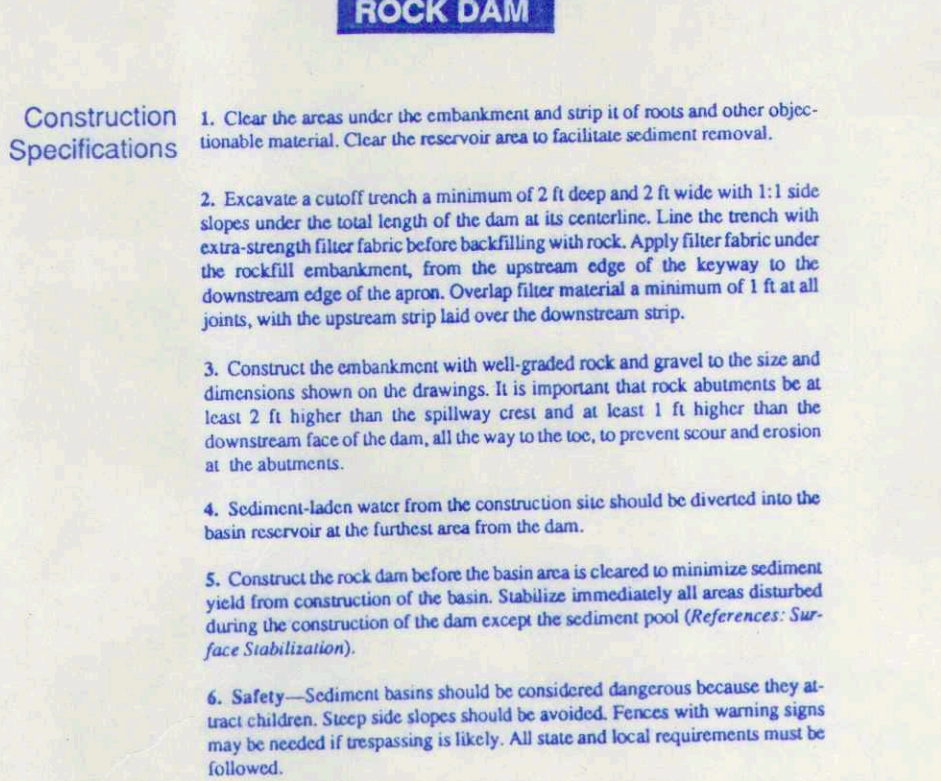 ROCK DAM
Construction
Specifications
1. Clear the areas under the embankment and strip it of roots and other objec-
tionable material. Clear the reservoir area to facilitate sediment removal.
2. Excavate a cutoff trench a minimum of 2 ft deep and 2 ft wide with 1:1 side
slopes under the total length of the dam at its centerline. Line the trench with
extra-strength filter fabric before backfilling with rock. Apply filter fabric under
the rockfill embankment, from the upstream edge of the keyway to the
downstream edge of the apron. Overlap filter material a minimum of 1 ft at all
joints, with the upstream strip laid over the downstream strip.
3. Construct the embankment with well-graded rock and gravel to the size and
dimensions shown on the drawings. It is important that rock abutments be at
least 2 ft higher than the spillway crest and at least 1 ft higher than the
downstream face of the dam, all the way to the toe, to prevent scour and erosion
at the abutments.
4. Sediment-laden water from the construction site should be diverted into the
basin reservoir at the furthest area from the dam.
5. Construct the rock dam before the basin area is cleared to minimize sediment
yield from construction of the basin. Stabilize immediately all areas disturbed
during the construction of the dam except the sediment pool (References: Sur-
face Stabilization).
6. Safety—Sediment basins should be considered dangerous because they at-
tract children. Steep side slopes should be avoided. Fences with warning signs
may be needed if trespassing is likely. All state and local requirements must be
followed.